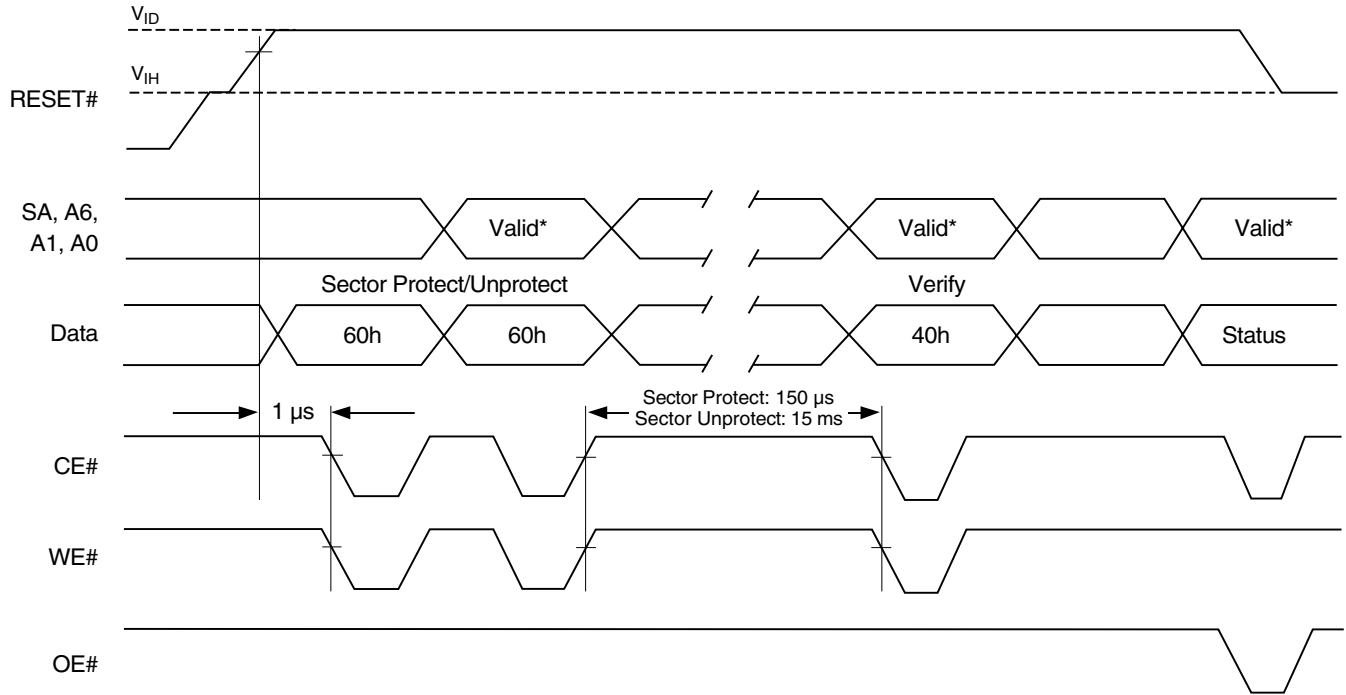 VID
VIH
RESET#
SA, A6,
A1, A0
Valid*
Valid*
Valid*
Sector Protect/Unprotect
Verify
Data
60h
60h
40h
Status
1 µs
Sector Protect: 150 µs
Sector Unprotect: 15 ms
CE#
WE#
OE#